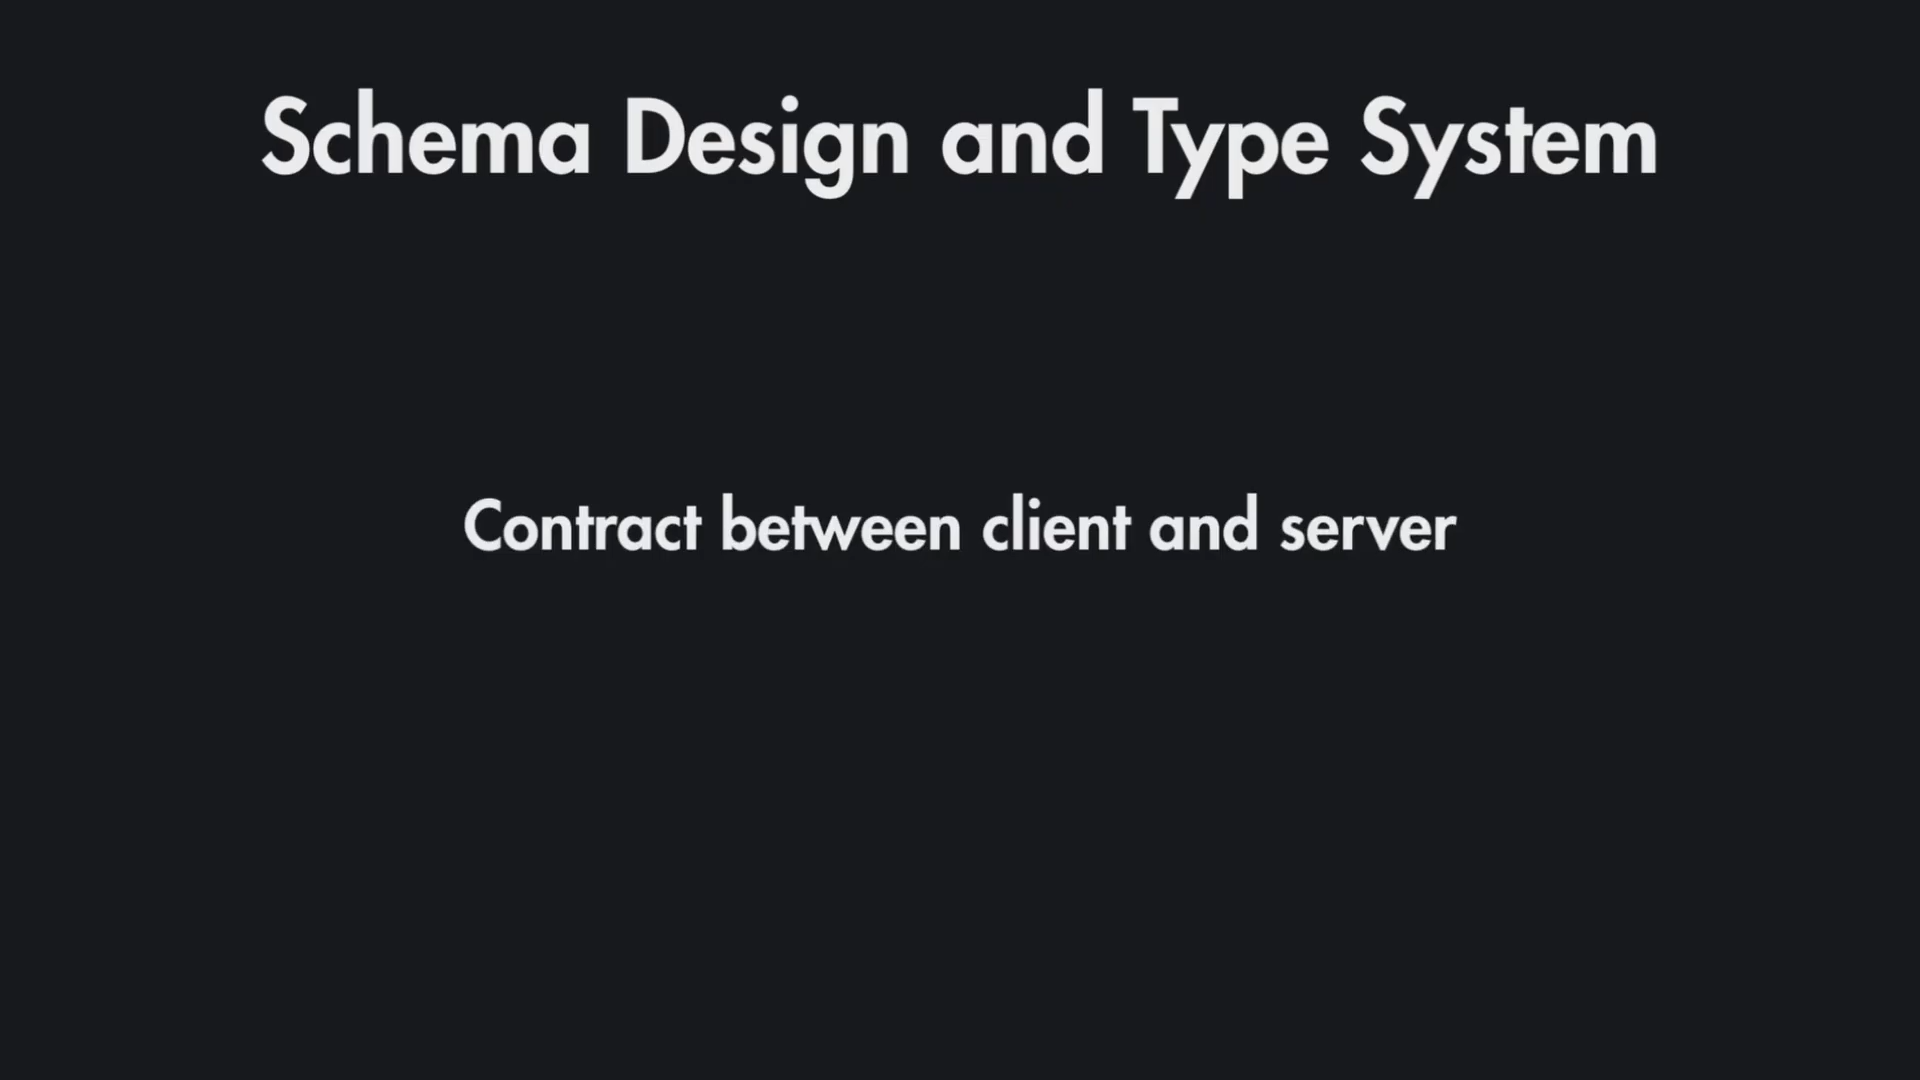 Schema Design and Type System
Contract between client and server